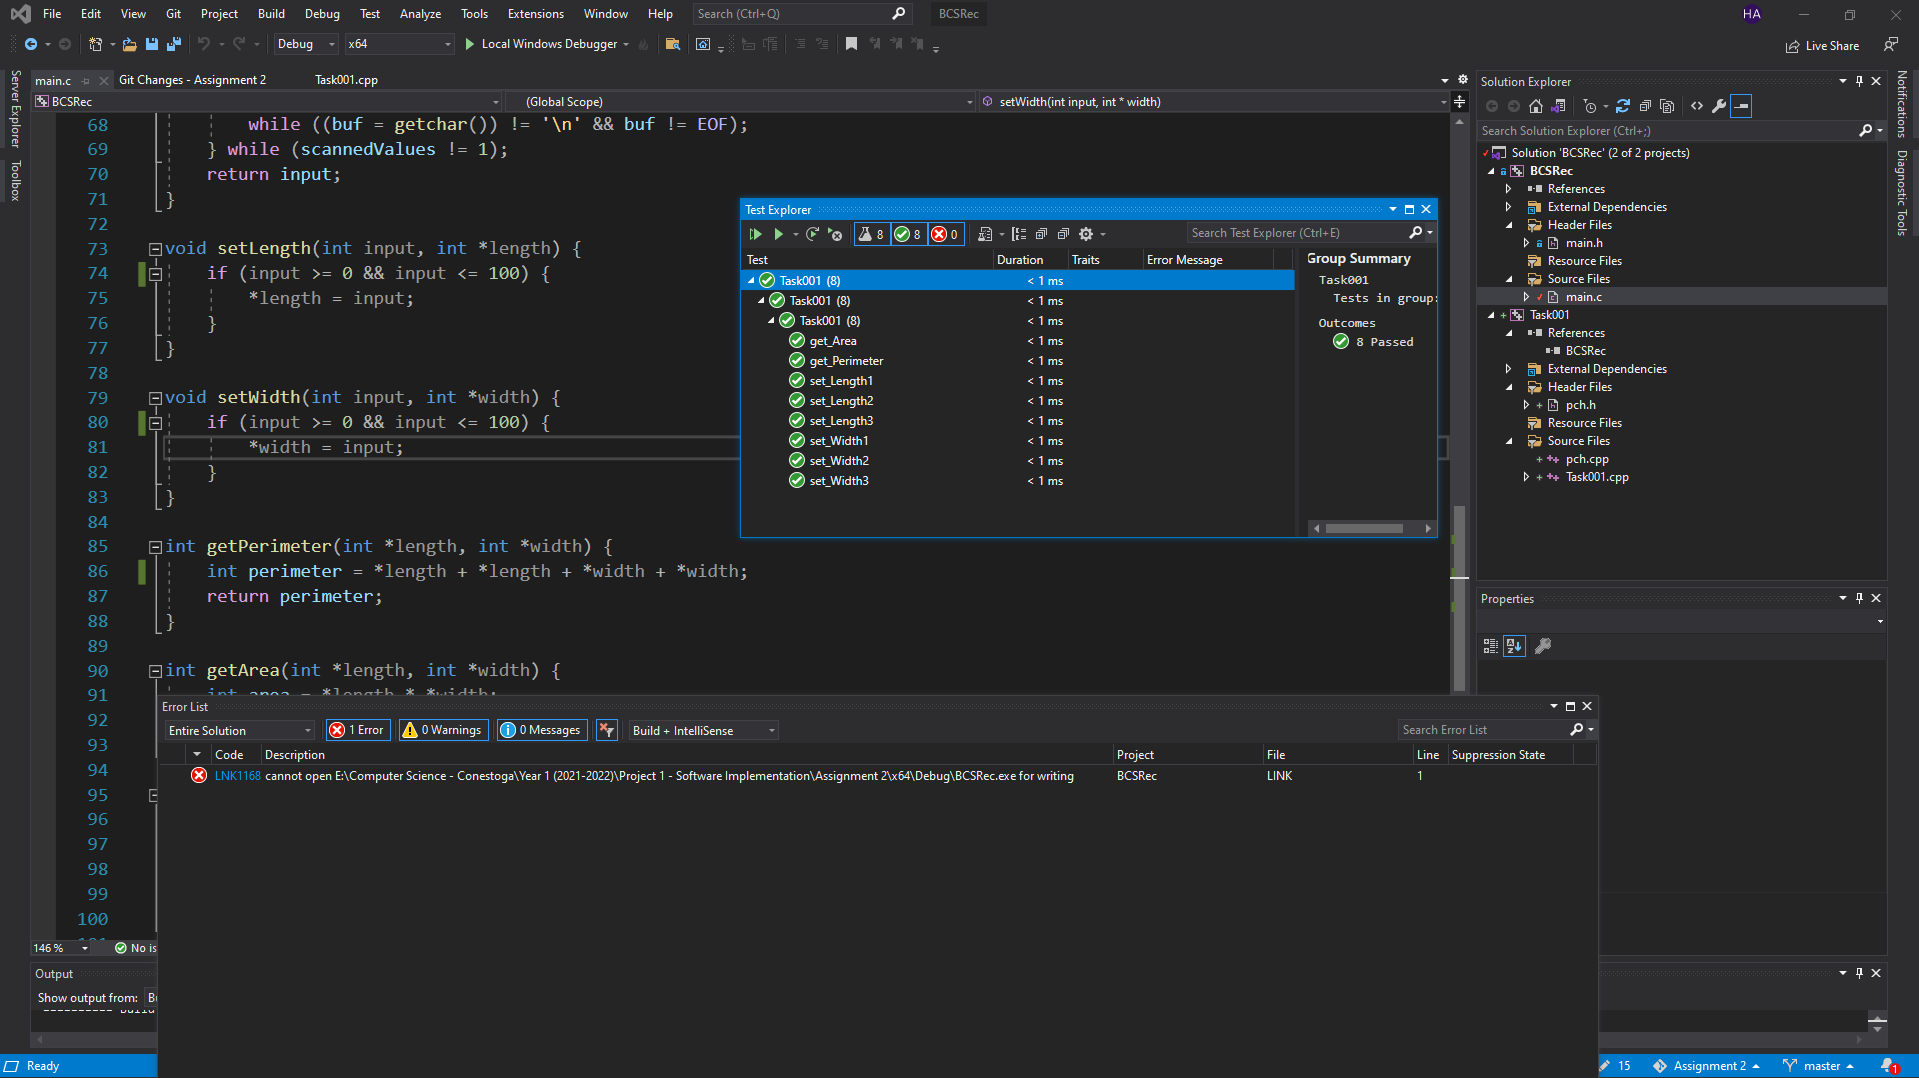 File Edit View Git Project Build Debug Test Analyze Tools Extensions Window Help Search (Ctrl+Q) BCSRec HA
Debug x64 Local Windows Debugger Live Share
Server Explorer
Toolbox
Notifications
Diagnostic Tools
main.c Git Changes - Assignment 2 Task001.cpp
BCSRec (Global Scope) setWidth(int input, int * width)
68 while ((buf = getchar()) != '\n' && buf != EOF);
69 } while (scannedValues != 1);
70 return input;
71 }
72
73 void setLength(int input, int *length) {
74 if (input >= 0 && input <= 100) {
75 *length = input;
76 }
77 }
78
79 void setWidth(int input, int *width) {
80 if (input >= 0 && input <= 100) {
81 *width = input;
82 }
83 }
84
85 int getPerimeter(int *length, int *width) {
86 int perimeter = *length + *length + *width + *width;
87 return perimeter;
88 }
89
90 int getArea(int *length, int *width) {
91 int area = *length * *width;
92
93
94
95
96
97
98
99
100
146 % No is
Test Explorer
8 8 0 Search Test Explorer (Ctrl+E)
Test Duration Traits Error Message
Task001 (8) < 1 ms
Task001 (8) < 1 ms
Task001 (8) < 1 ms
get_Area < 1 ms
get_Perimeter < 1 ms
set_Length1 < 1 ms
set_Length2 < 1 ms
set_Length3 < 1 ms
set_Width1 < 1 ms
set_Width2 < 1 ms
set_Width3 < 1 ms
Group Summary
Task001
Tests in group:
Outcomes
8 Passed
Solution Explorer
Search Solution Explorer (Ctrl+;)
Solution 'BCSRec' (2 of 2 projects)
BCSRec
References
External Dependencies
Header Files
main.h
Resource Files
Source Files
main.c
Task001
References
BCSRec
External Dependencies
Header Files
pch.h
Resource Files
Source Files
pch.cpp
Task001.cpp
Properties
Error List
Entire Solution 1 Error 0 Warnings 0 Messages Build + IntelliSense Search Error List
Code Description Project File Line Suppression State
LNK1168 cannot open E:\Computer Science - Conestoga\Year 1 (2021-2022)\Project 1 - Software Implementation\Assignment 2\x64\Debug\BCSRec.exe for writing BCSRec LINK 1
Output
Show output from:
Ready 15 Assignment 2 master 1